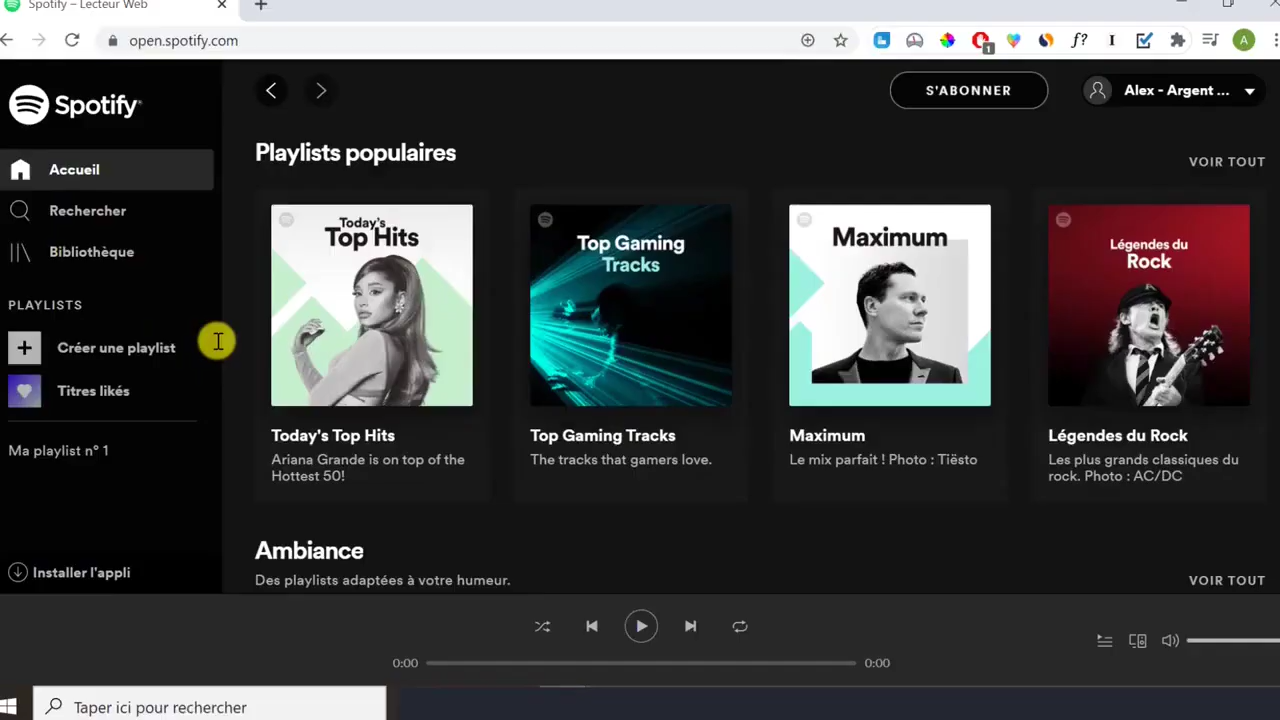 Spotify – Lecteur Web
open.spotify.com
1
f?
A
Spotify
S'ABONNER
Alex - Argent ...
Accueil
Rechercher
Bibliothèque
PLAYLISTS
Créer une playlist
Titres likés
Ma playlist n° 1
Installer l'appli
Playlists populaires
VOIR TOUT
Today's
Top Hits
Top Gaming
Tracks
Maximum
Légendes du
Rock
Today's Top Hits
Ariana Grande is on top of the
Hottest 50!
Top Gaming Tracks
The tracks that gamers love.
Maximum
Le mix parfait ! Photo : Tiësto
Légendes du Rock
Les plus grands classiques du
rock. Photo : AC/DC
Ambiance
Des playlists adaptées à votre humeur.
VOIR TOUT
0:00
0:00
Taper ici pour rechercher